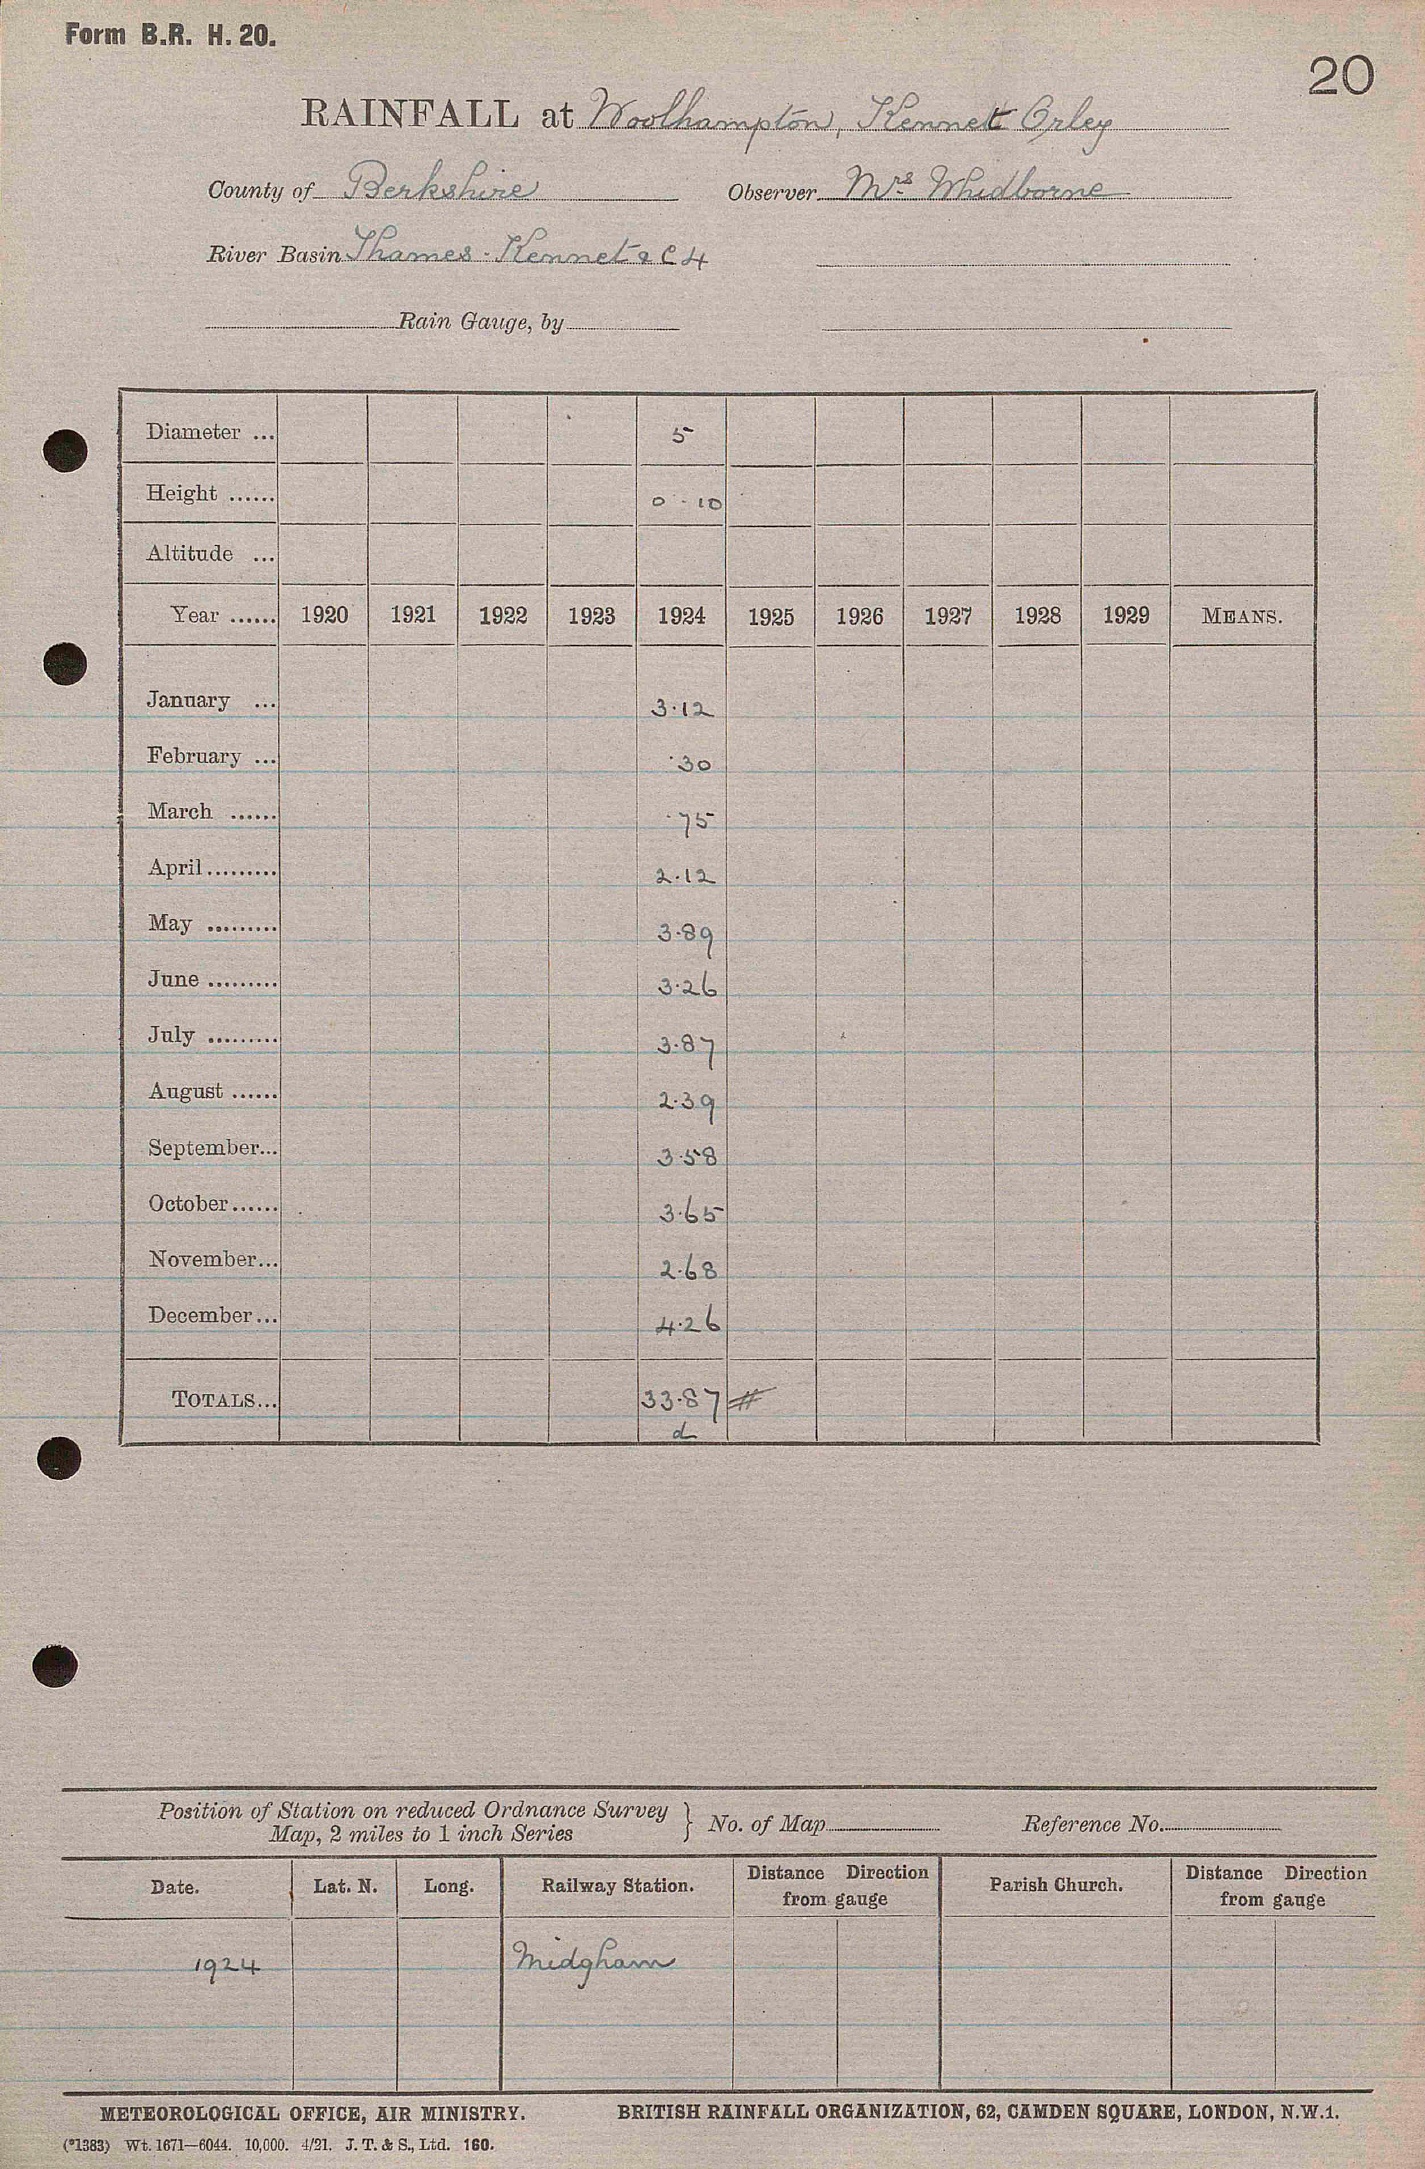 Form B.R. H. 20.
20
RAINFALL at Woolhampton, Kennett Orley
County of Berkshire Observer Mrs Whidborne
River Basin Thames - Kennet & C 4
Rain Gauge, by
Diameter ... 5
Height ...... 0 - 10
Altitude ...
Year ...... 1920 1921 1922 1923 1924 1925 1926 1927 1928 1929 MEANS.
January ... 3.12
February ... .30
March ...... .75
April ......... 2.12
May ......... 3.89
June ......... 3.26
July ......... 3.87
August ...... 2.39
September... 3.58
October ...... 3.65
November... 2.68
December... 4.26
TOTALS... 33.87 #
d
Position of Station on reduced Ordnance Survey
Map, 2 miles to 1 inch Series } No. of Map Reference No.
Date. Lat. N. Long. Railway Station. Distance Direction from gauge Parish Church. Distance Direction from gauge
1924 Midgham
METEOROLOGICAL OFFICE, AIR MINISTRY. BRITISH RAINFALL ORGANIZATION, 62, CAMDEN SQUARE, LONDON, N.W.1.
(*1383) Wt. 1671—6044. 10,000. 4/21. J. T. & S., Ltd. 160.